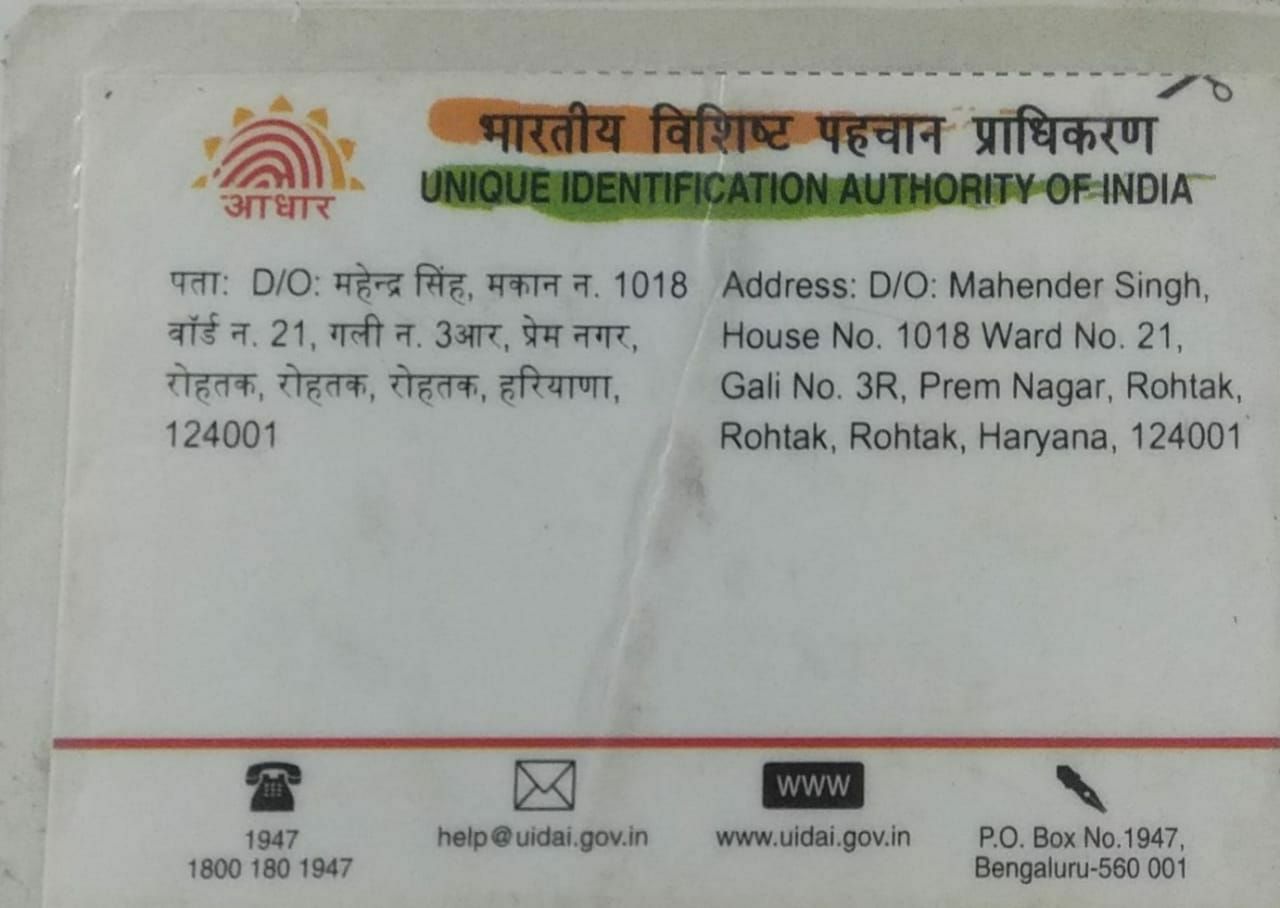 आधार
भारतीय विशिष्ट पहचान प्राधिकरण
UNIQUE IDENTIFICATION AUTHORITY OF INDIA
पता: D/O: महेन्द्र सिंह, मकान न. 1018
वॉर्ड न. 21, गली न. 3आर, प्रेम नगर,
रोहतक, रोहतक, रोहतक, हरियाणा,
124001
Address: D/O: Mahender Singh,
House No. 1018 Ward No. 21,
Gali No. 3R, Prem Nagar, Rohtak,
Rohtak, Rohtak, Haryana, 124001
1947
1800 180 1947
help@uidai.gov.in
WWW
www.uidai.gov.in
P.O. Box No.1947,
Bengaluru-560 001